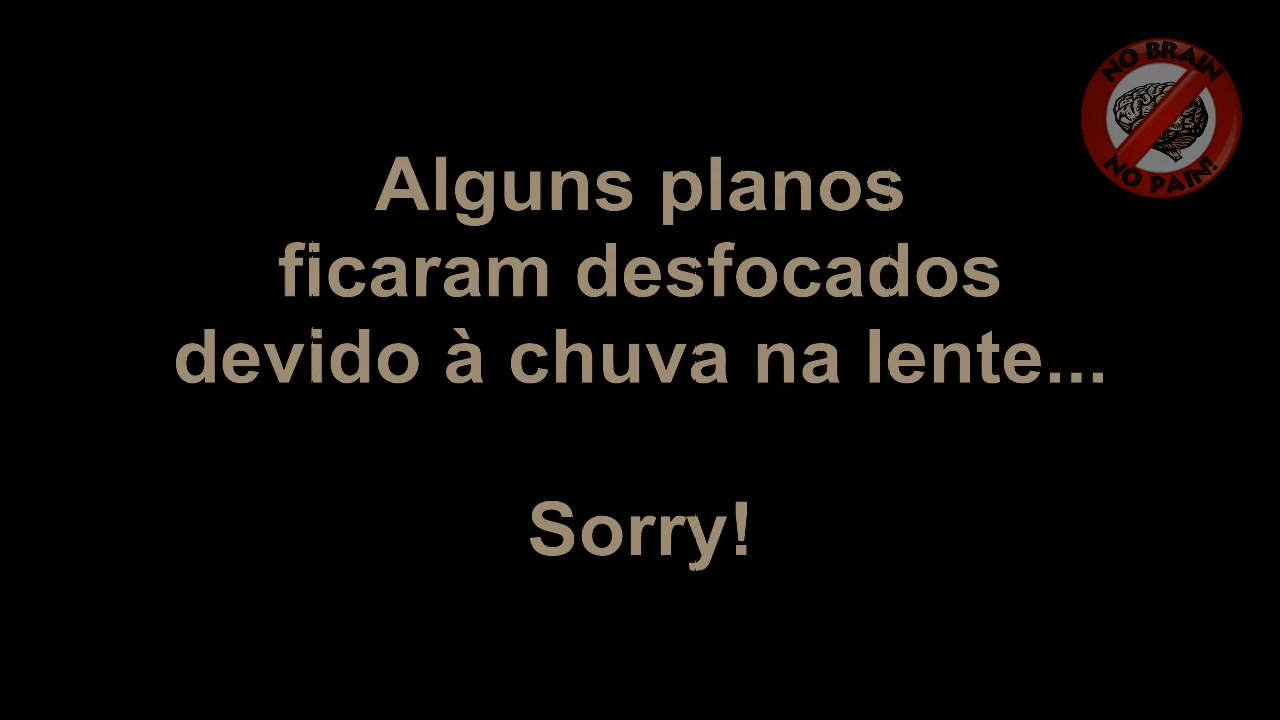 NO BRAIN
NO PAIN!
Alguns planos
ficaram desfocados
devido à chuva na lente...
Sorry!